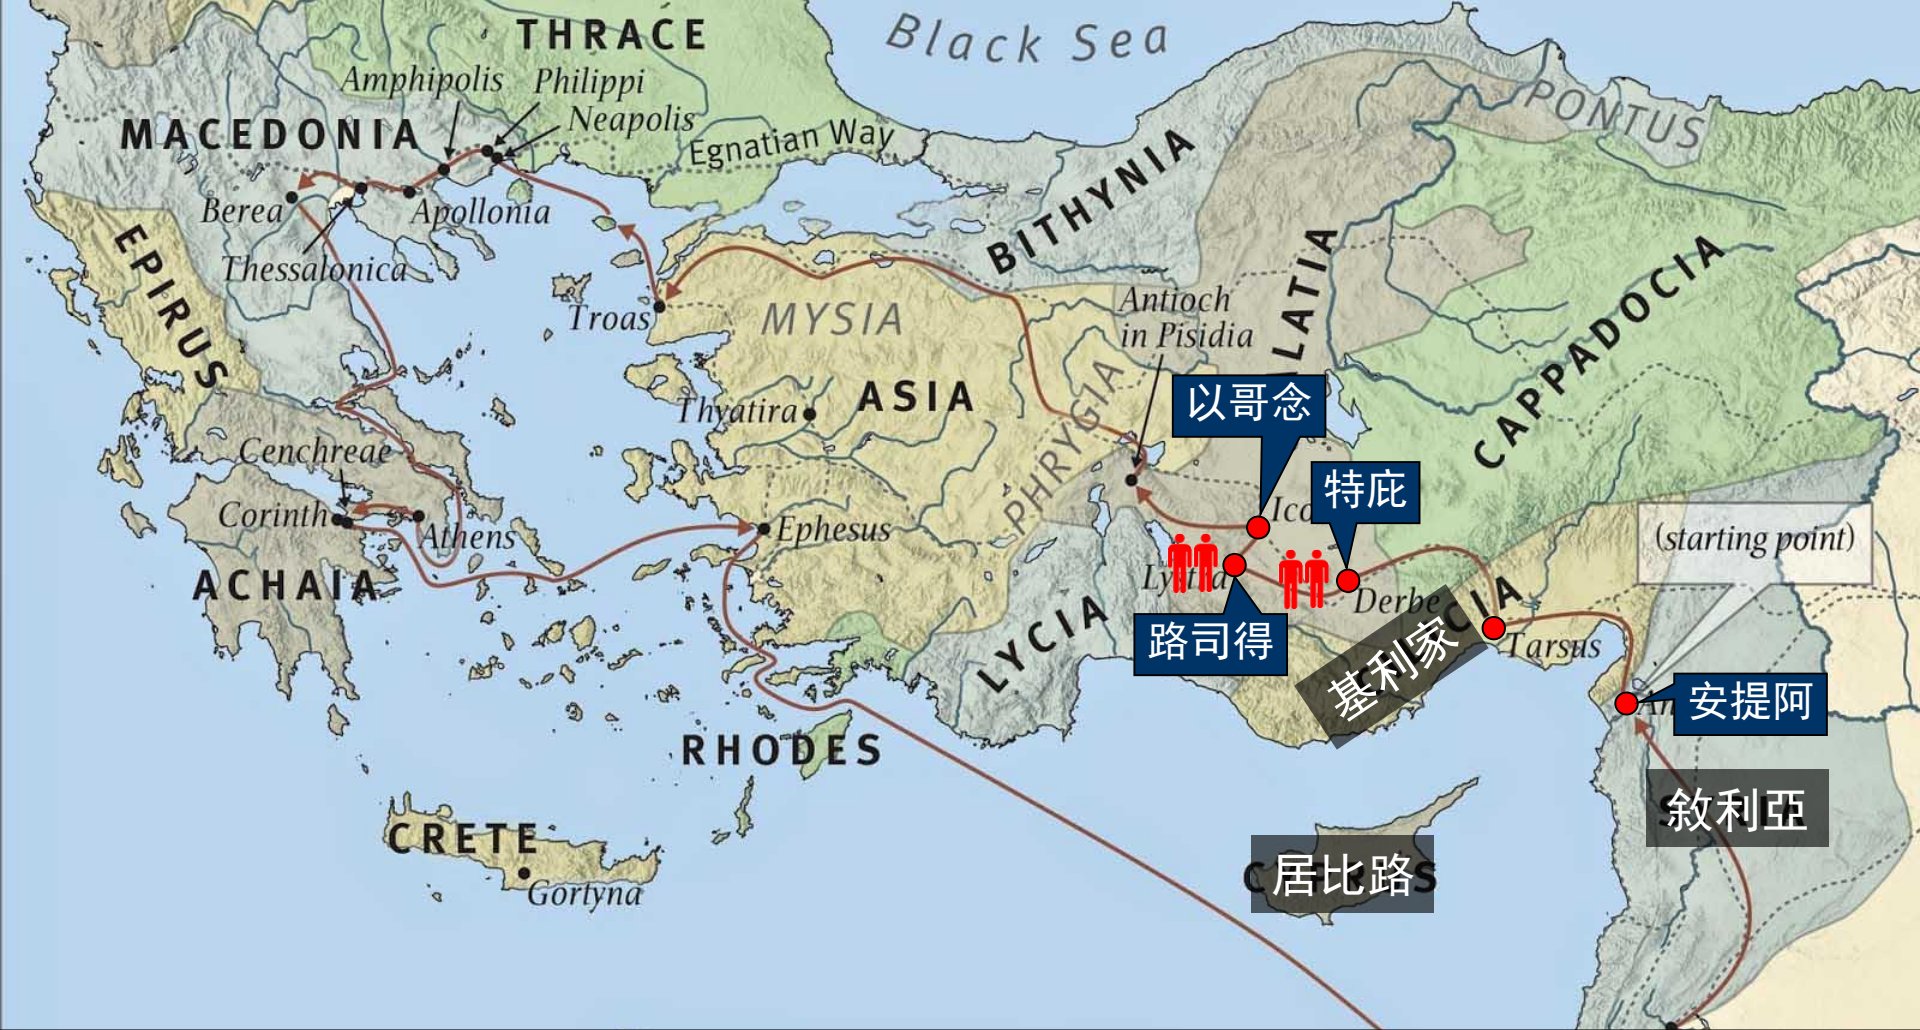 THRACE
Black Sea
Amphipolis
Philippi
Neapolis
PONTUS
MACEDONIA
Egnatian Way
BITHYNIA
Berea
Apollonia
EPIRUS
Thessalonica
CAPPADOCIA
Antioch
in Pisidia
Troas
MYSIA
LATIA
PHRYGIA
ASIA
Thyatira
以哥念
Cenchreae
特庇
Corinth
Athens
Ephesus
(starting point)
ACHAIA
Derbe
路司得
LYCIA
基利家
Tarsus
安提阿
RHODES
敘利亞
CRETE
居比路
Gortyna